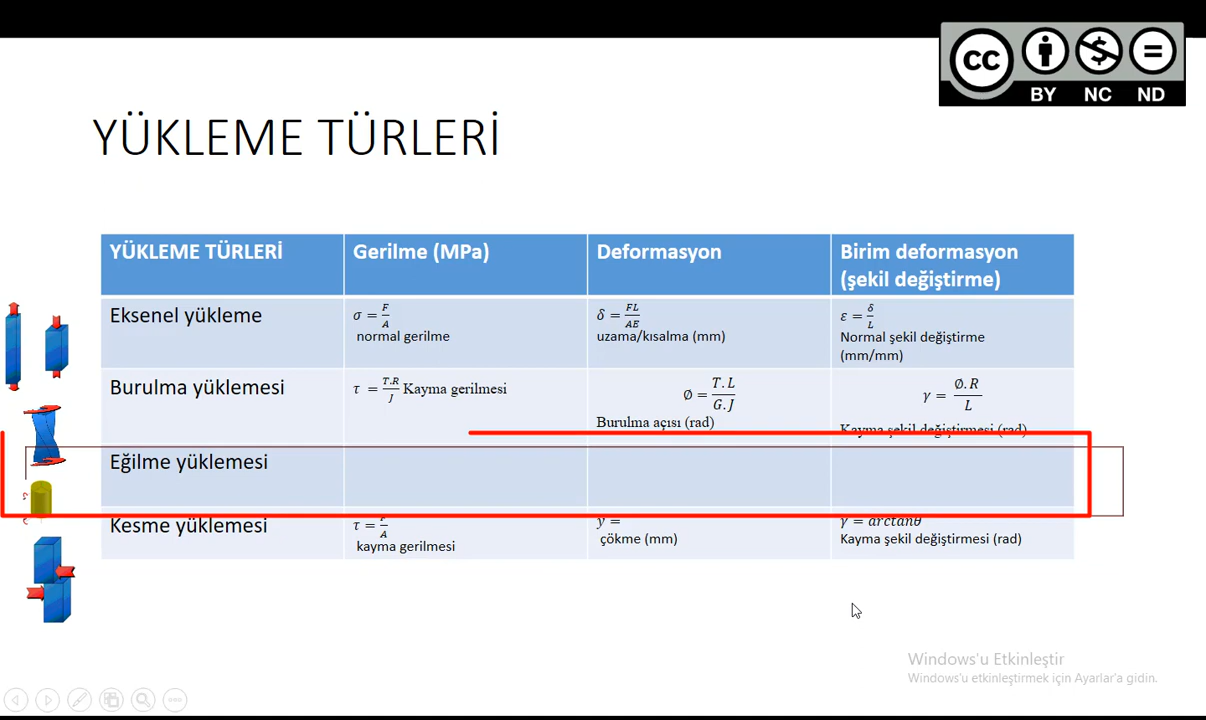 CC
BY NC ND
YÜKLEME TÜRLERİ
YÜKLEME TÜRLERİ
Gerilme (MPa)
Deformasyon
Birim deformasyon
(şekil değiştirme)
Eksenel yükleme
σ = F/A
normal gerilme
δ = FL/AE
uzama/kısalma (mm)
ε = δ/L
Normal şekil değiştirme
(mm/mm)
Burulma yüklemesi
τ = T.R/J Kayma gerilmesi
Ø = T.L/G.J
Burulma açısı (rad)
γ = Ø.R/L
Kayma şekil değiştirmesi (rad)
Eğilme yüklemesi
Kesme yüklemesi
τ = F/A
kayma gerilmesi
y =
çökme (mm)
γ = arctanθ
Kayma şekil değiştirmesi (rad)
Windows'u Etkinleştir
Windows'u etkinleştirmek için Ayarlar'a gidin.